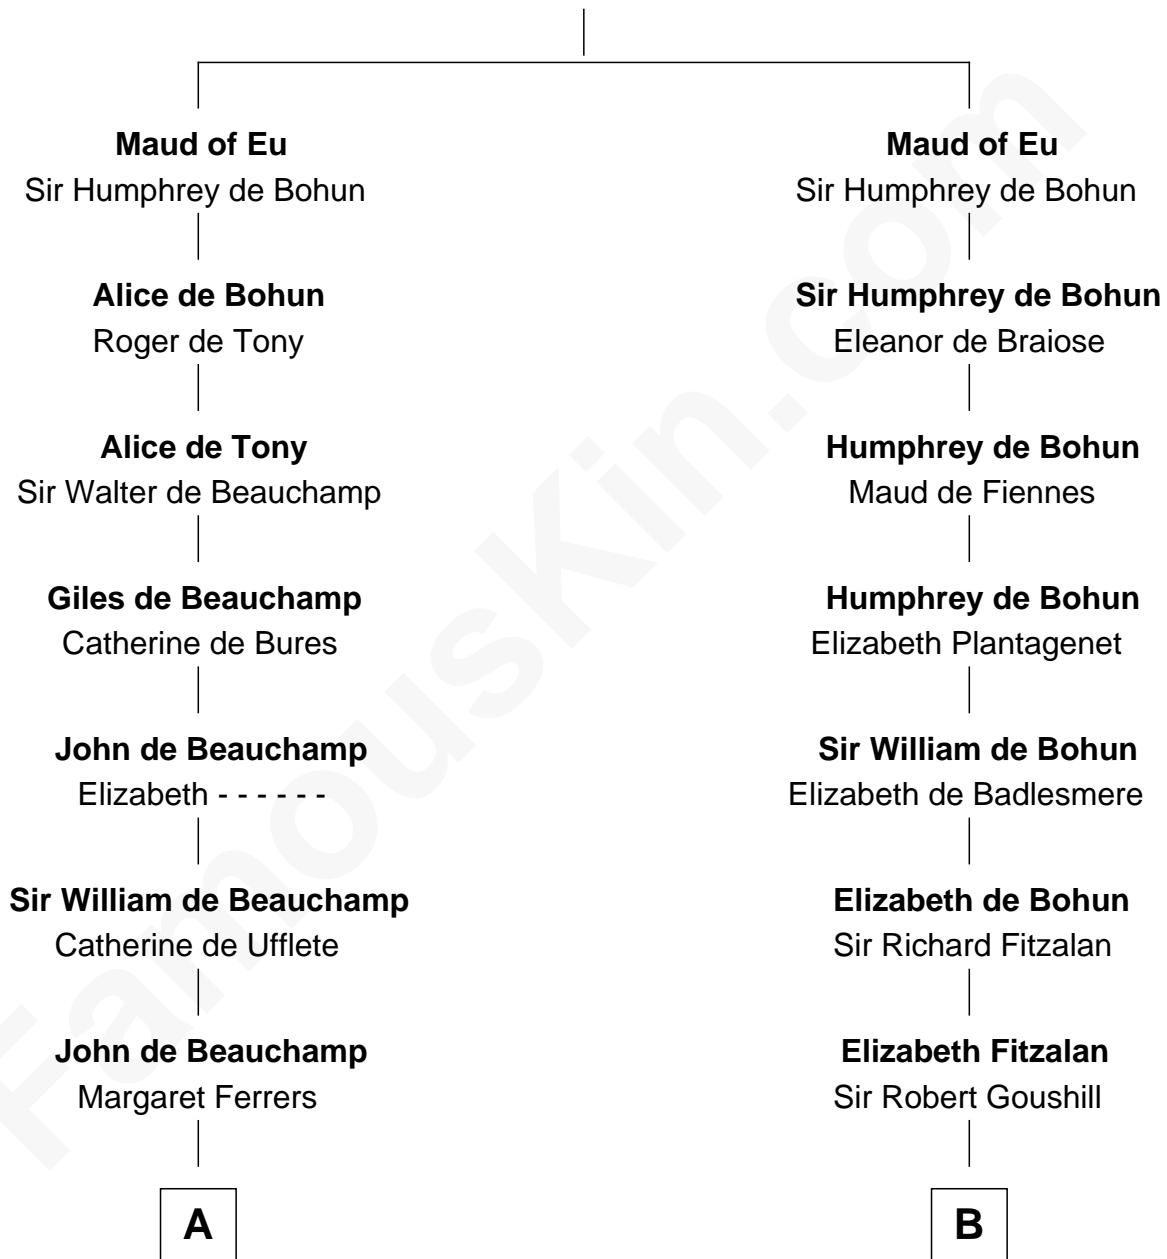 Maud of Eu
Sir Humphrey de Bohun
Alice de Bohun
Roger de Tony
Alice de Tony
Sir Walter de Beauchamp
Giles de Beauchamp
Catherine de Bures
John de Beauchamp
Elizabeth - - - - - -
Sir William de Beauchamp
Catherine de Ufflete
John de Beauchamp
Margaret Ferrers
A
Maud of Eu
Sir Humphrey de Bohun
Sir Humphrey de Bohun
Eleanor de Braiose
Humphrey de Bohun
Maud de Fiennes
Humphrey de Bohun
Elizabeth Plantagenet
Sir William de Bohun
Elizabeth de Badlesmere
Elizabeth de Bohun
Sir Richard Fitzalan
Elizabeth Fitzalan
Sir Robert Goushill
B
FamousKin.com